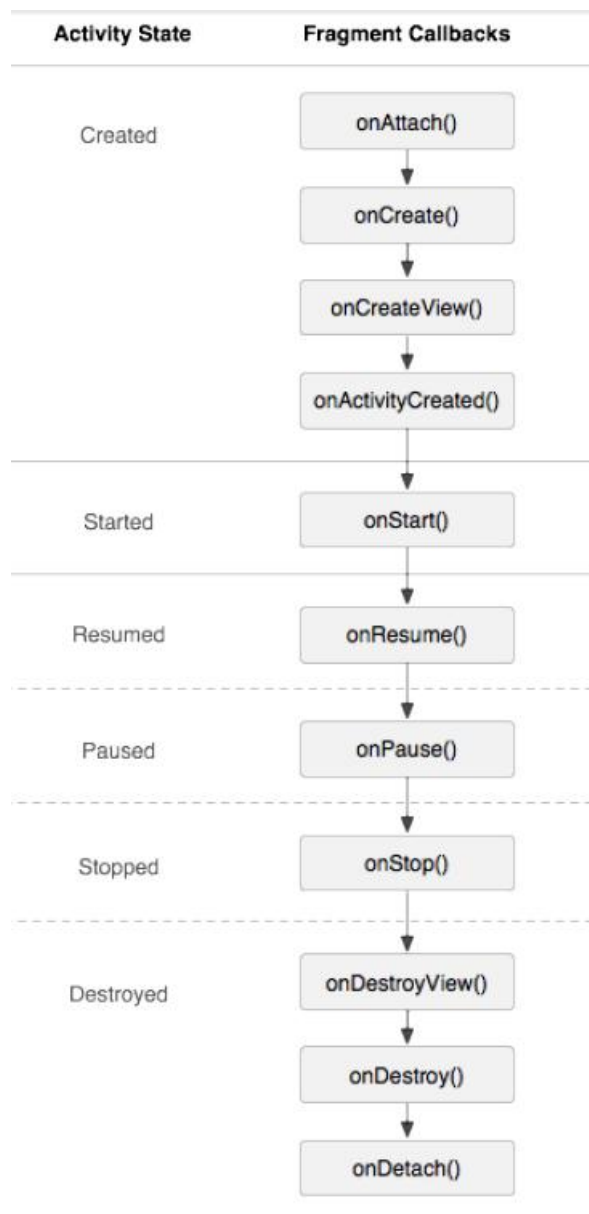 Activity State Fragment Callbacks
Created onAttach()
onCreate()
onCreateView()
onActivityCreated()
Started onStart()
Resumed onResume()
Paused onPause()
Stopped onStop()
Destroyed onDestroyView()
onDestroy()
onDetach()